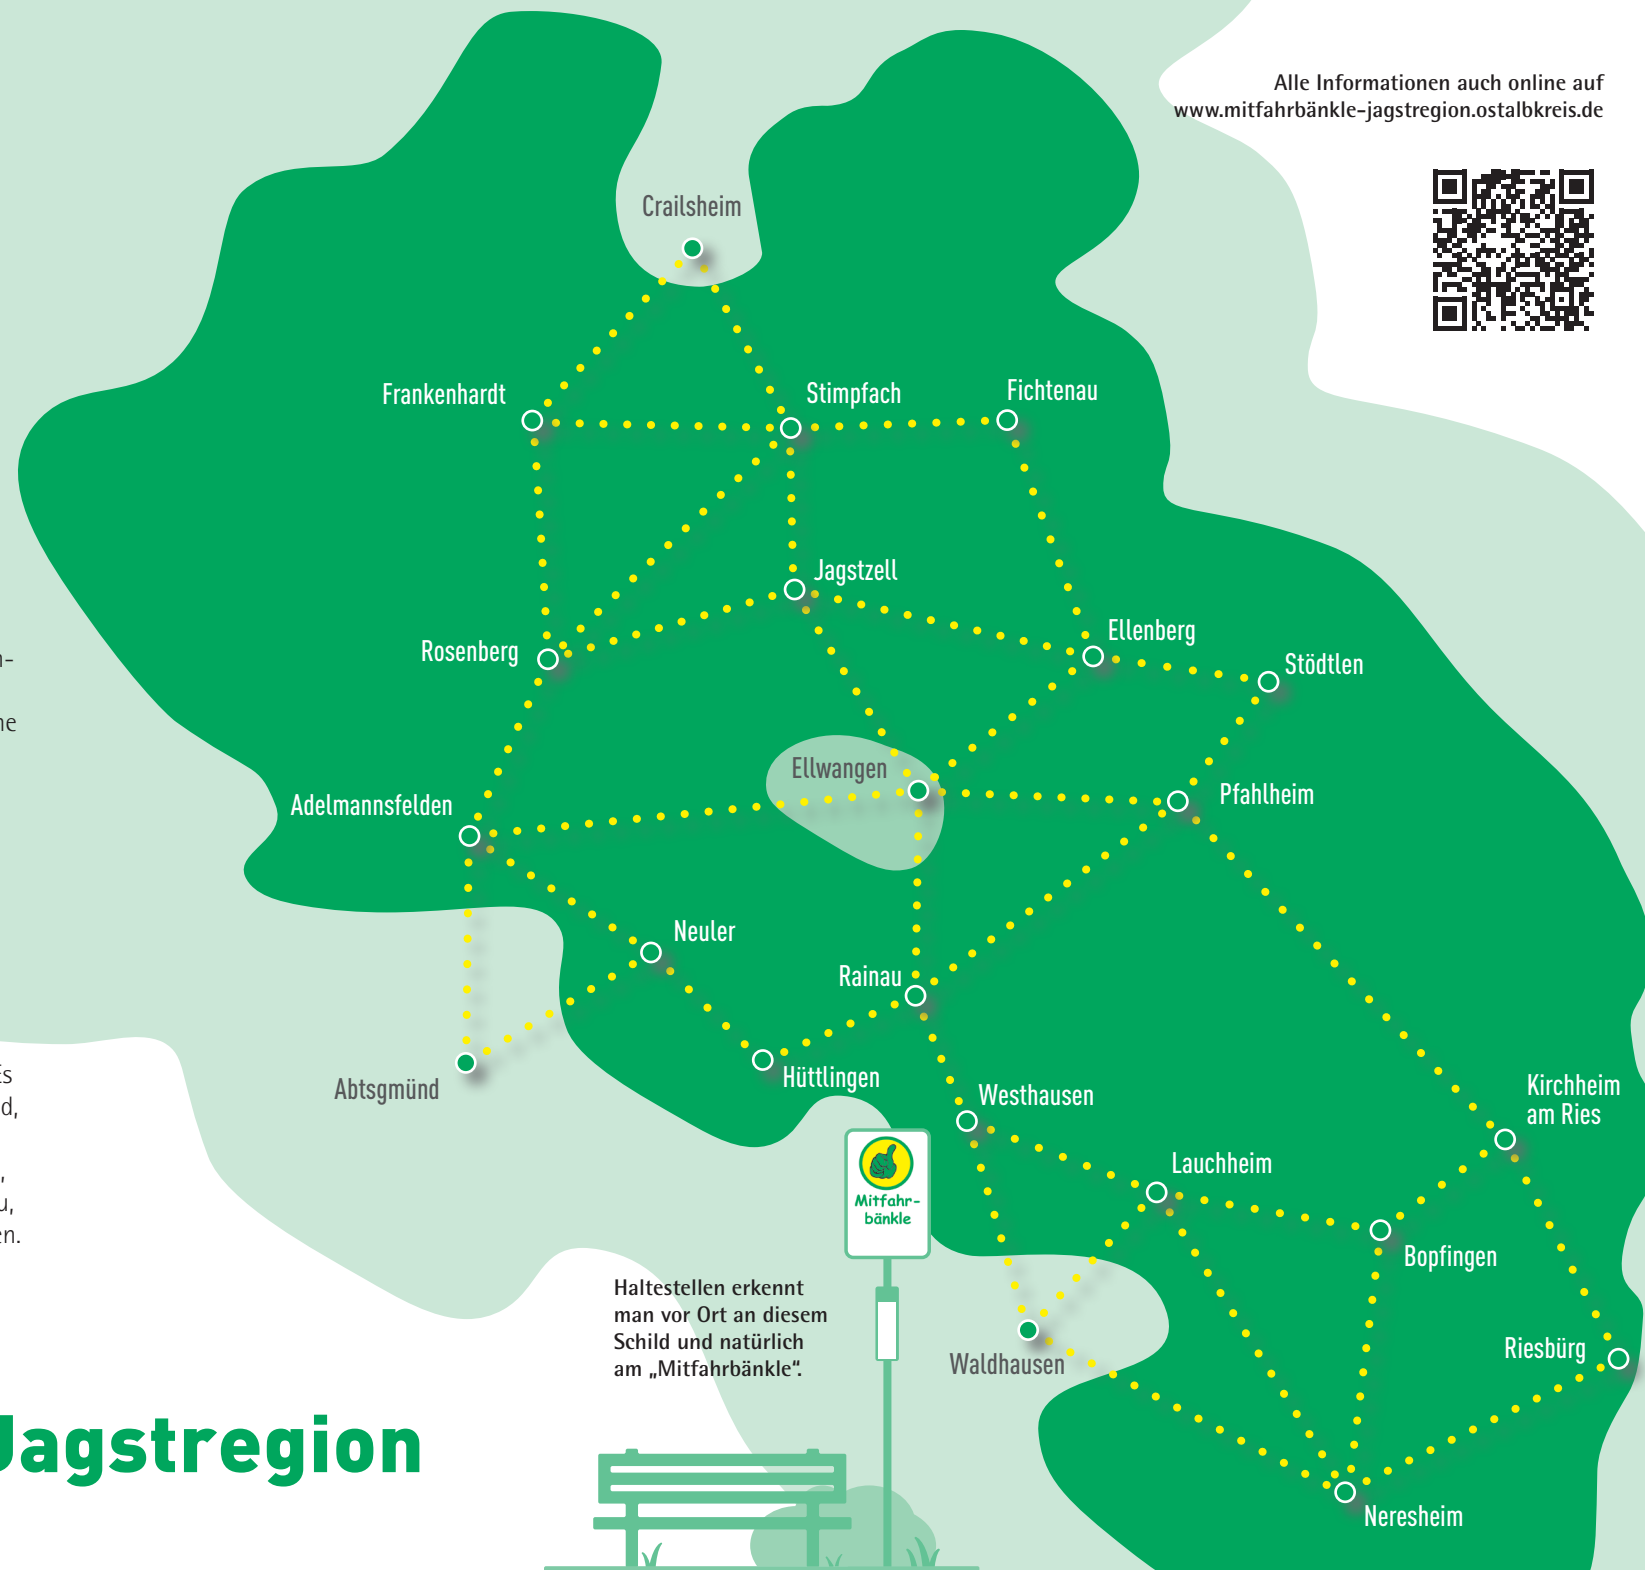 Alle Informationen auch online auf
www.mitfahrbänkle-jagstregion.ostalbkreis.de
Crailsheim
Frankenhardt
Stimpfach
Fichtenau
Jagstzell
Rosenberg
Ellenberg
Stödtlen
Ellwangen
Adelmannsfelden
Pfahlheim
Neuler
Rainau
Abtsgmünd
Hüttlingen
Westhausen
Kirchheim
am Ries
Lauchheim
Bopfingen
Waldhausen
Riesbürg
Neresheim
Mitfahr-
bänkle
Haltestellen erkennt
man vor Ort an diesem
Schild und natürlich
am „Mitfahrbänkle“.
Jagstregion